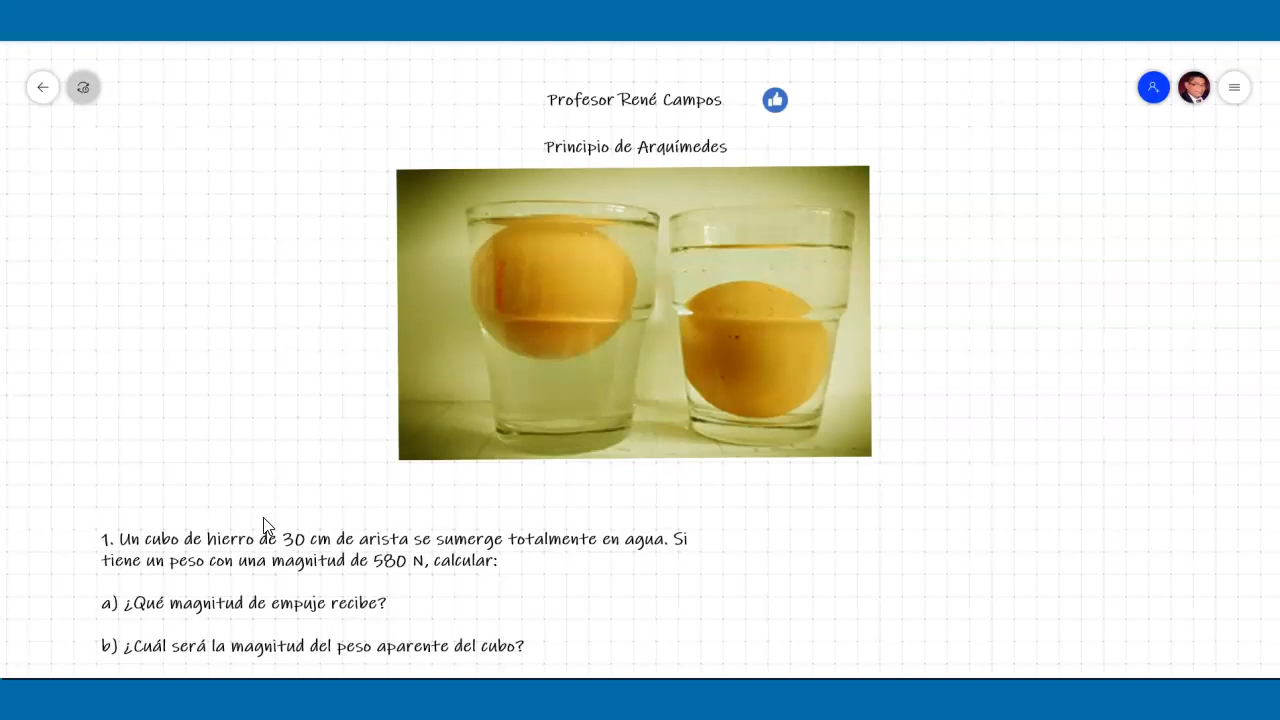 Profesor René Campos
Principio de Arquímedes
1. Un cubo de hierro de 30 cm de arista se sumerge totalmente en agua. Si
tiene un peso con una magnitud de 580 N, calcular:
a) ¿Qué magnitud de empuje recibe?
b) ¿Cuál será la magnitud del peso aparente del cubo?